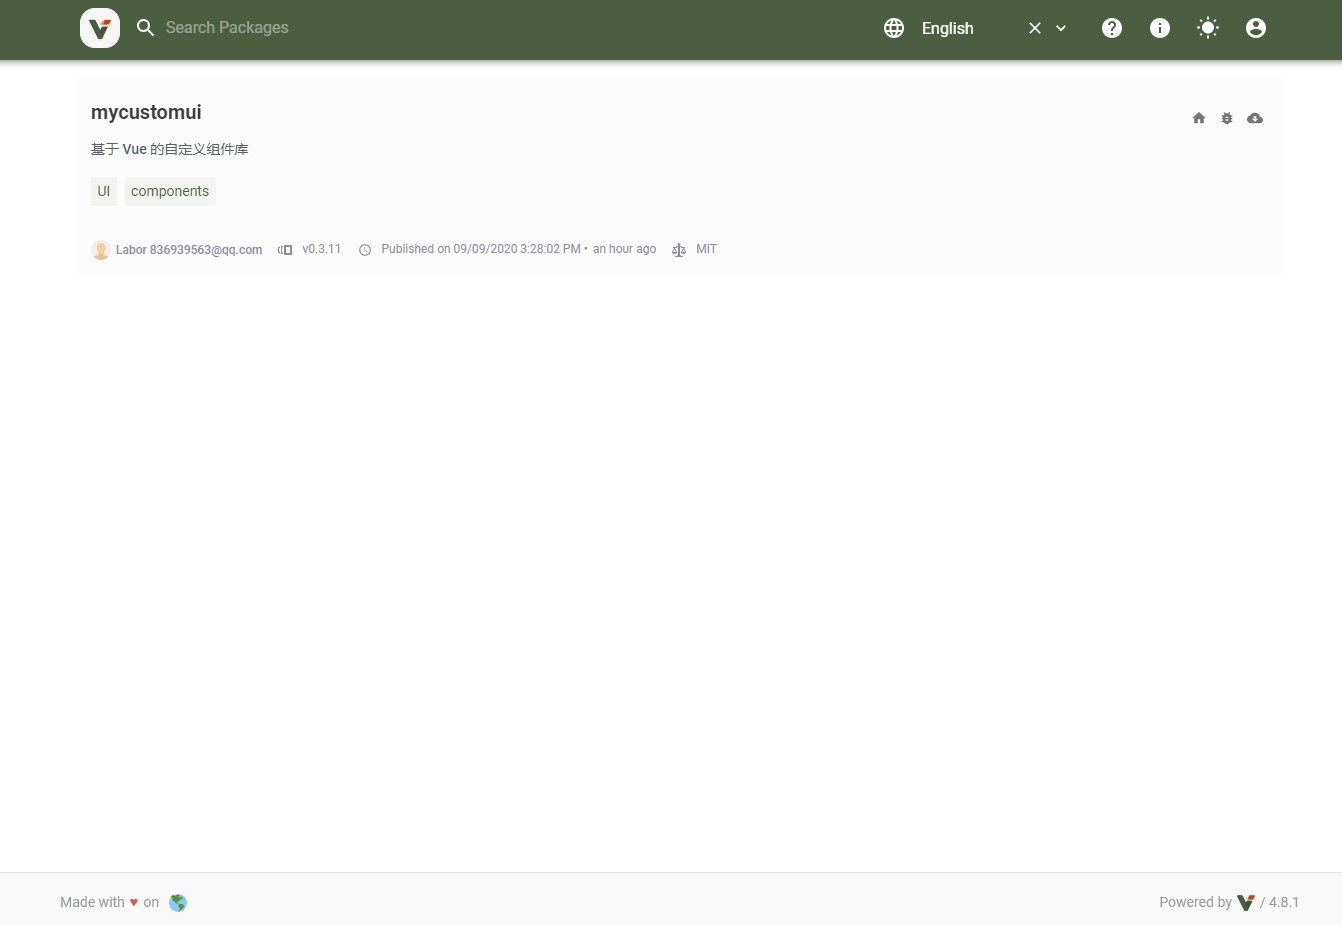 Search Packages
English
mycustomui
基于 Vue 的自定义组件库
UI components
Labor 836939563@qq.com v0.3.11 Published on 09/09/2020 3:28:02 PM • an hour ago MIT
Made with ♥ on
Powered by / 4.8.1